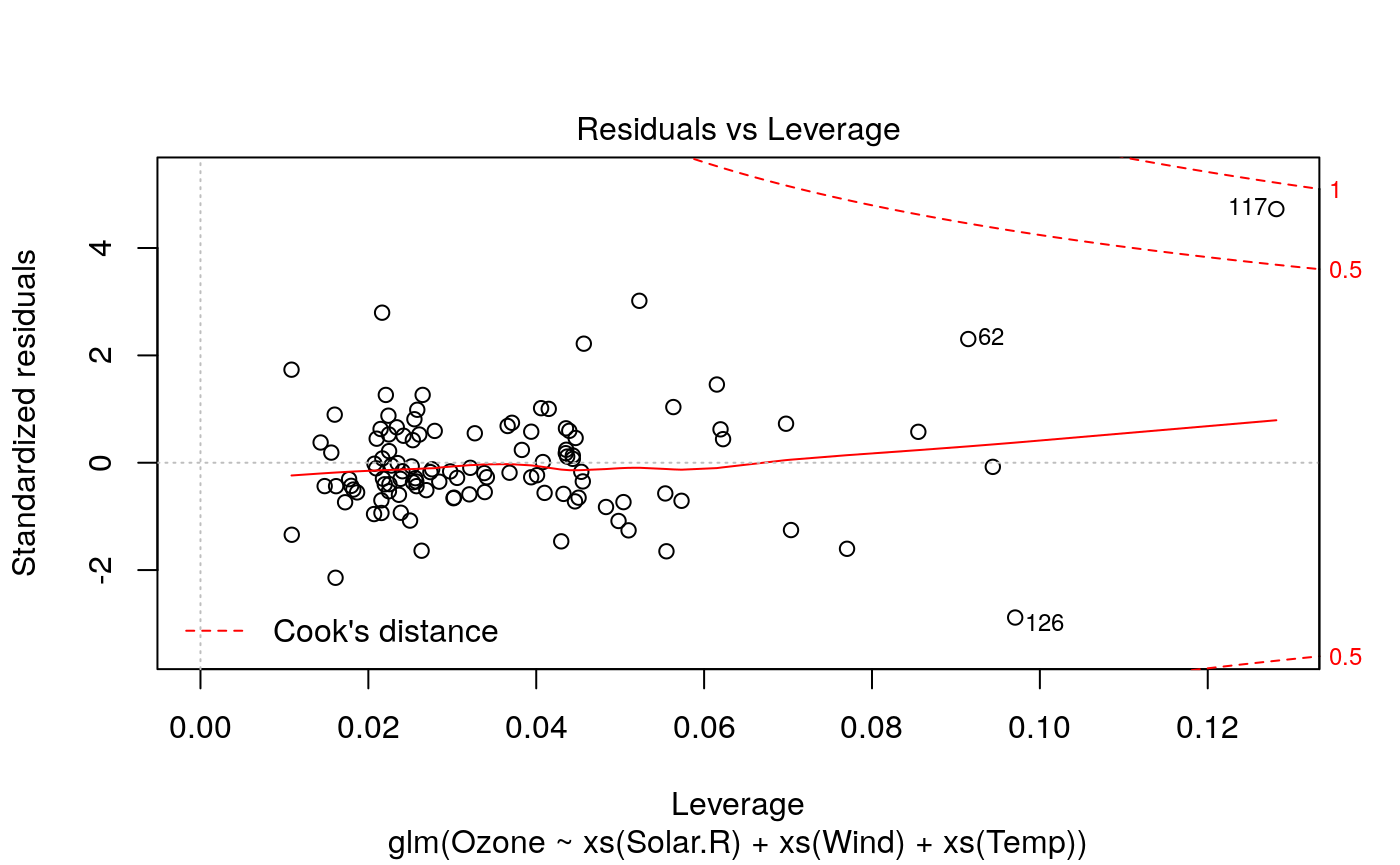 Residuals vs Leverage
Standardized residuals
4
2
0
-2
1
0.5
0.5
117
62
126
Cook's distance
0.00 0.02 0.04 0.06 0.08 0.10 0.12
Leverage
glm(Ozone ~ xs(Solar.R) + xs(Wind) + xs(Temp))